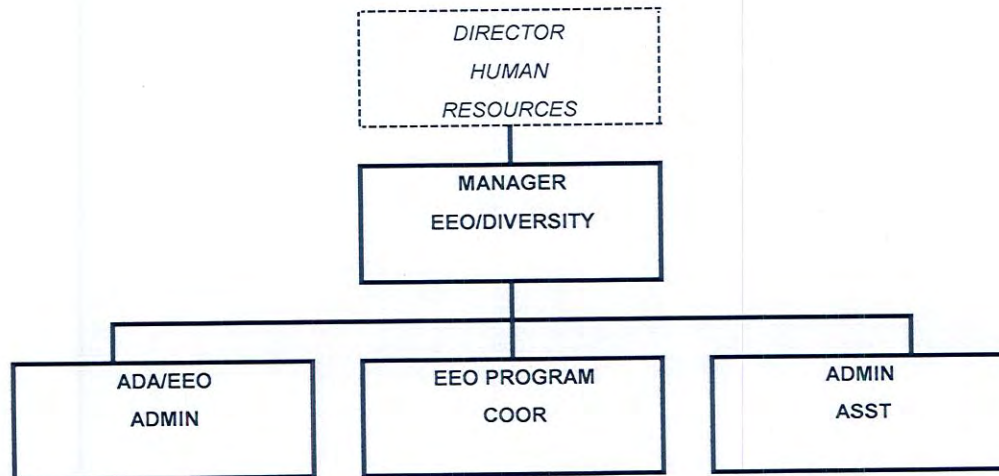 DIRECTOR
HUMAN
RESOURCES
MANAGER
EEO/DIVERSITY
ADA/EEO
ADMIN
EEO PROGRAM
COOR
ADMIN
ASST